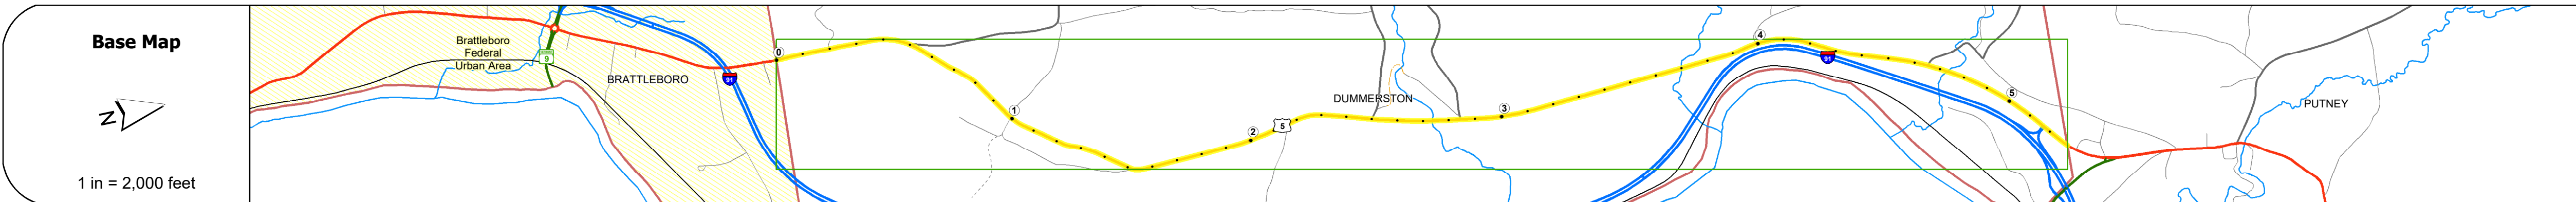 Base Map
N
1 in = 2,000 feet
Brattleboro
Federal
Urban Area
9
BRATTLEBORO
91
0
1
2
5
DUMMERSTON
3
4
91
5
PUTNEY